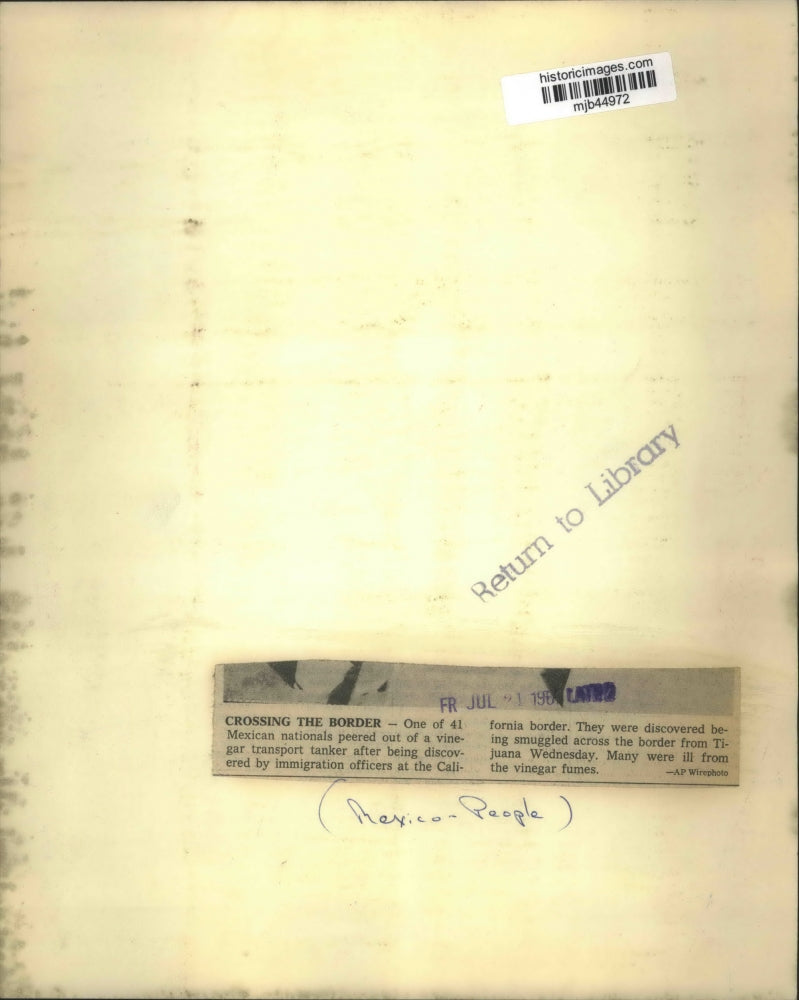 historicimages.com
mjb44972
Return to Library
FR JUL 21
CROSSING THE BORDER — One of 41
Mexican nationals peered out of a vine-
gar transport tanker after being discov-
ered by immigration officers at the Cali-
fornia border. They were discovered be-
ing smuggled across the border from Ti-
juana Wednesday. Many were ill from
the vinegar fumes.
—AP Wirephoto
(Mexico - People)